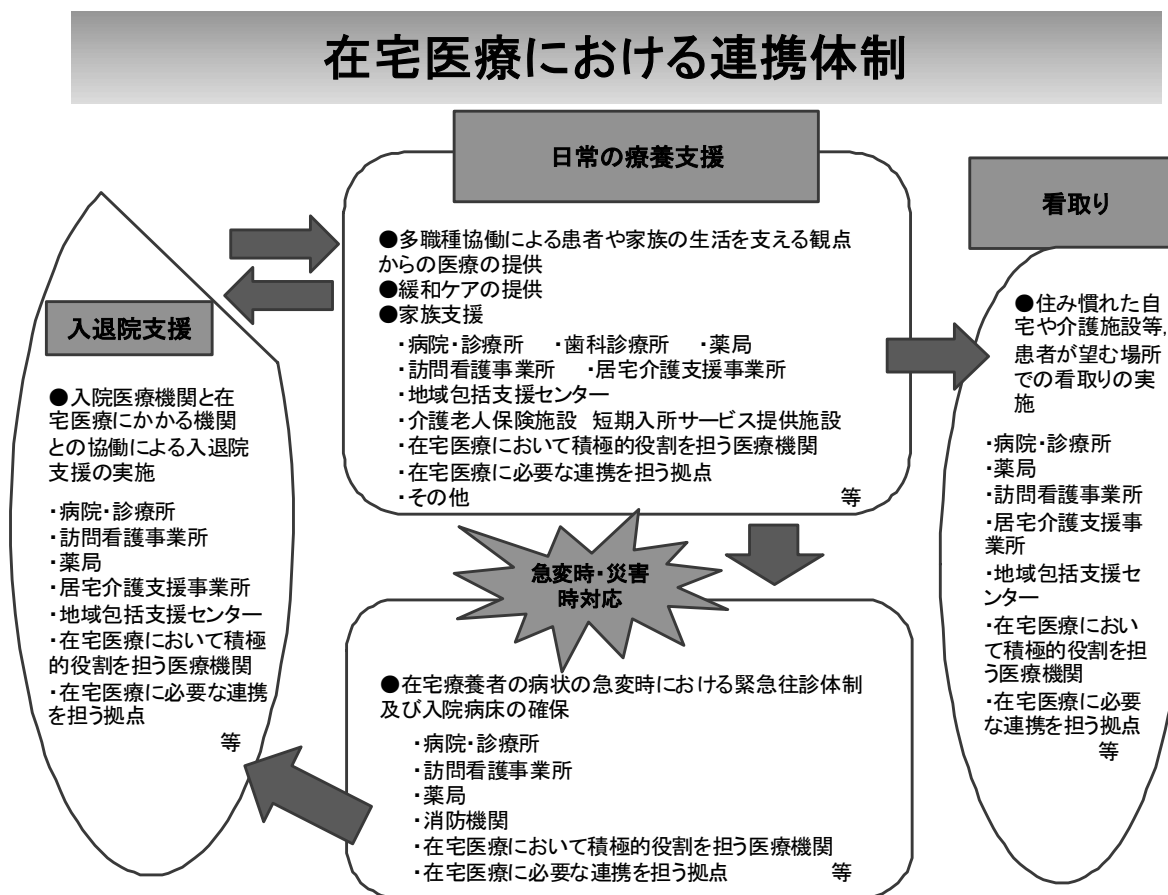 在宅医療における連携体制
日常の療養支援
●多職種協働による患者や家族の生活を支える観点
からの医療の提供
●緩和ケアの提供
●家族支援
・病院・診療所　・歯科診療所　・薬局
・訪問看護事業所　・居宅介護支援事業所
・地域包括支援センター
・介護老人保険施設　短期入所サービス提供施設
・在宅医療において積極的役割を担う医療機関
・在宅医療に必要な連携を担う拠点
・その他　等
入退院支援
●入院医療機関と在
宅医療にかかる機関
との協働による入退院
支援の実施
・病院・診療所
・訪問看護事業所
・薬局
・居宅介護支援事業所
・地域包括支援センター
・在宅医療において積極
的役割を担う医療機関
・在宅医療に必要な連携
を担う拠点
等
急変時・災害
時対応
●在宅療養者の病状の急変時における緊急往診体制
及び入院病床の確保
・病院・診療所
・訪問看護事業所
・薬局
・消防機関
・在宅医療において積極的役割を担う医療機関
・在宅医療に必要な連携を担う拠点　等
看取り
●住み慣れた自
宅や介護施設等,
患者が望む場所
での看取りの実
施
・病院・診療所
・薬局
・訪問看護事業所
・居宅介護支援事
業所
・地域包括支援セ
ンター
・在宅医療におい
て積極的役割を担
う医療機関
・在宅医療に必要
な連携を担う拠点
等